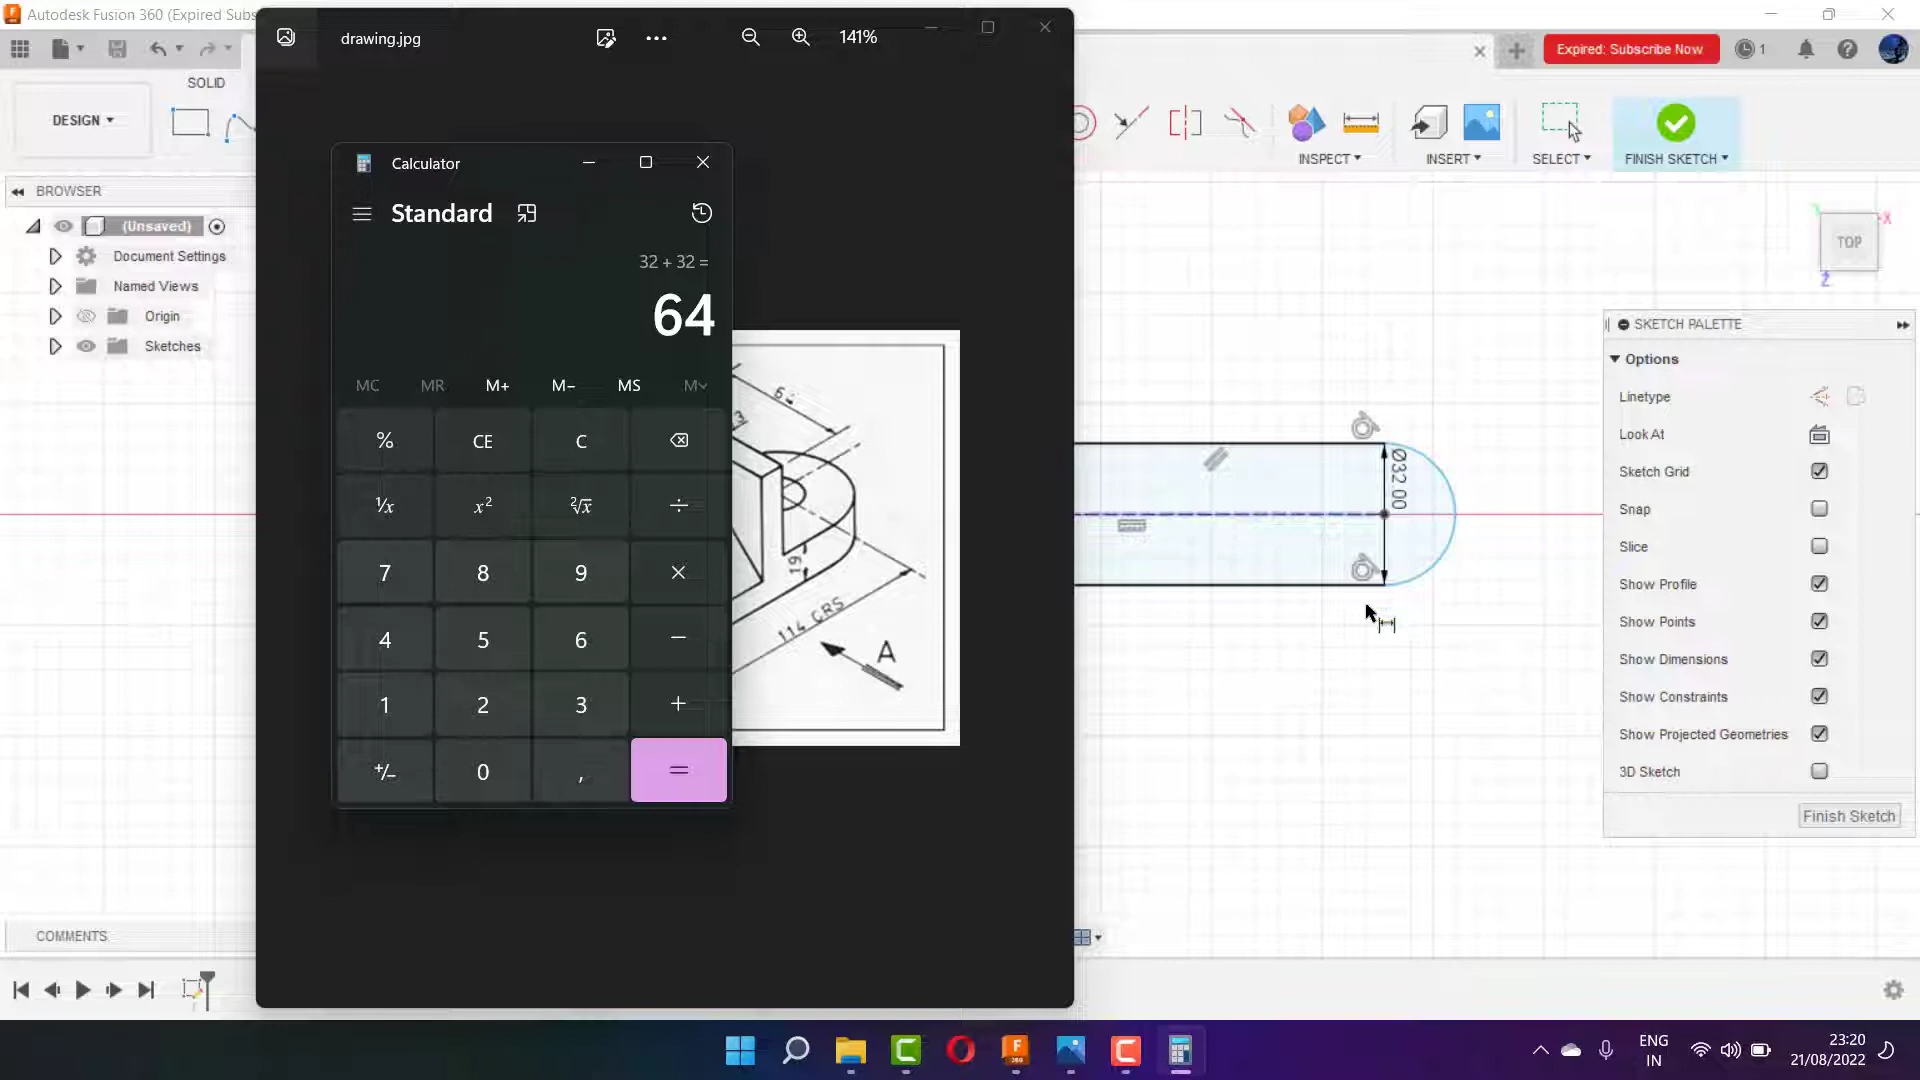 Autodesk Fusion 360 (Expired Subs
drawing.jpg
141%
Expired: Subscribe Now
1
SOLID
DESIGN
INSPECT
INSERT
SELECT
FINISH SKETCH
BROWSER
(Unsaved)
Document Settings
Named Views
Origin
Sketches
Calculator
Standard
32 + 32 =
64
MC MR M+ M− MS M
% CE C
¹/x x² ²√x ÷
7 8 9 ×
4 5 6 −
1 2 3 +
+/− 0 , =
19
114 CRS
A
Ø32.00
TOP
X
Z
SKETCH PALETTE
Options
Linetype
Look At
Sketch Grid
Snap
Slice
Show Profile
Show Points
Show Dimensions
Show Constraints
Show Projected Geometries
3D Sketch
Finish Sketch
COMMENTS
F
360
ENG
IN
23:20
21/08/2022